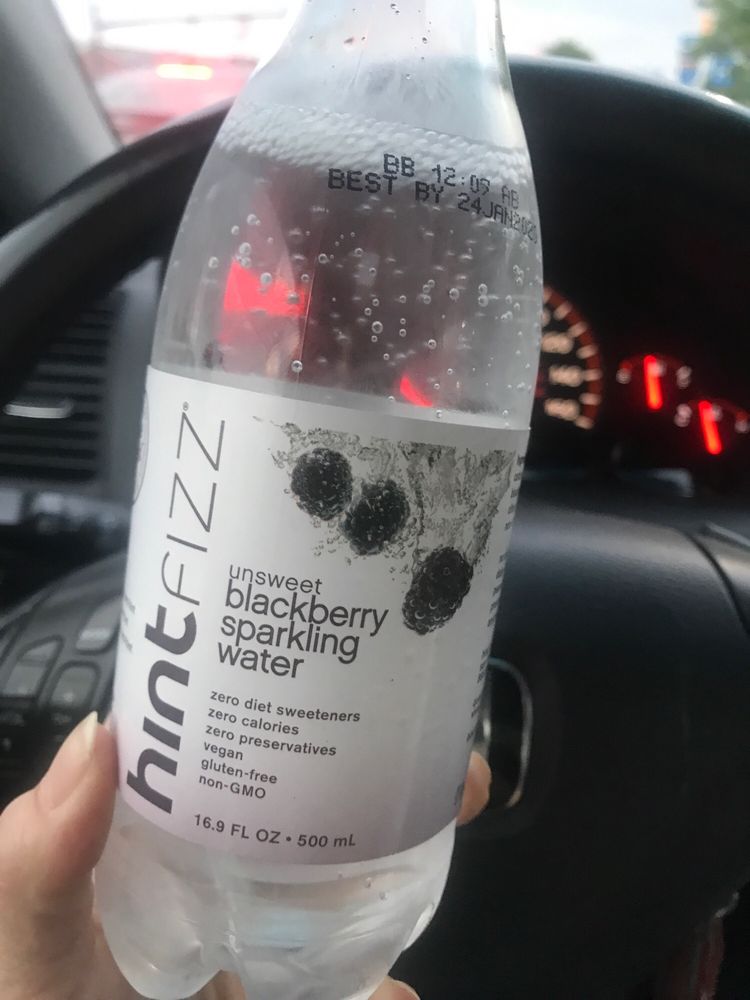 BB 12:09 AB
BEST BY 24JAN2020
hint FIZZ®
unsweet
blackberry
sparkling
water
zero diet sweeteners
zero calories
zero preservatives
vegan
gluten-free
non-GMO
16.9 FL OZ • 500 mL